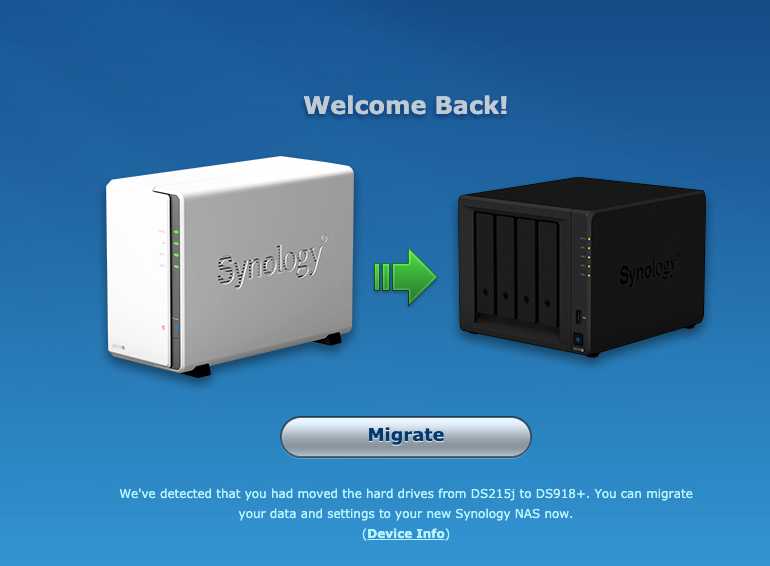 Welcome Back!
Synology
Synology
Migrate
We've detected that you had moved the hard drives from DS215j to DS918+. You can migrate
your data and settings to your new Synology NAS now.
(Device Info)